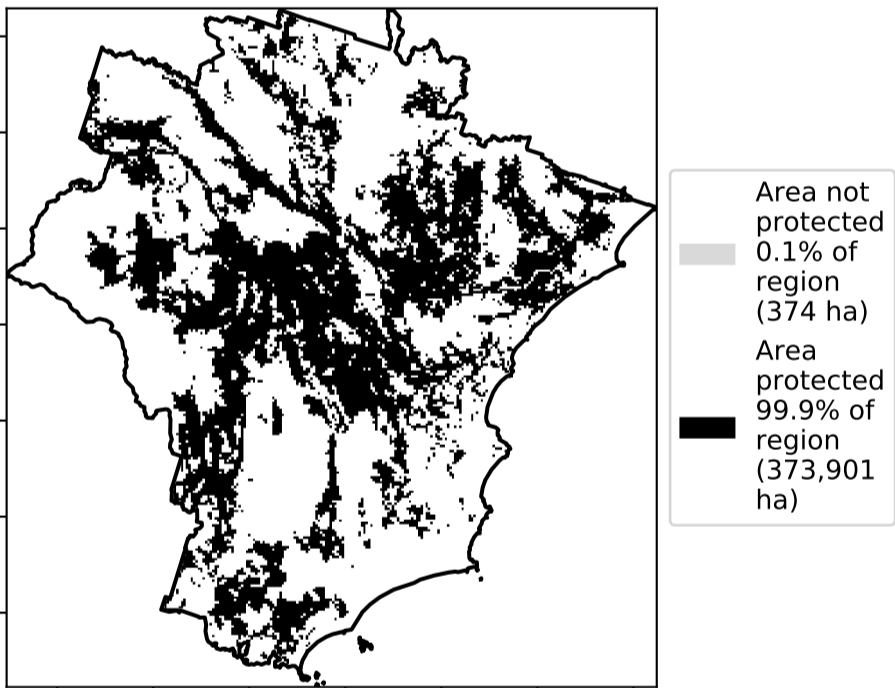 Area not
protected
0.1% of
region
(374 ha)
Area
protected
99.9% of
region
(373,901
ha)